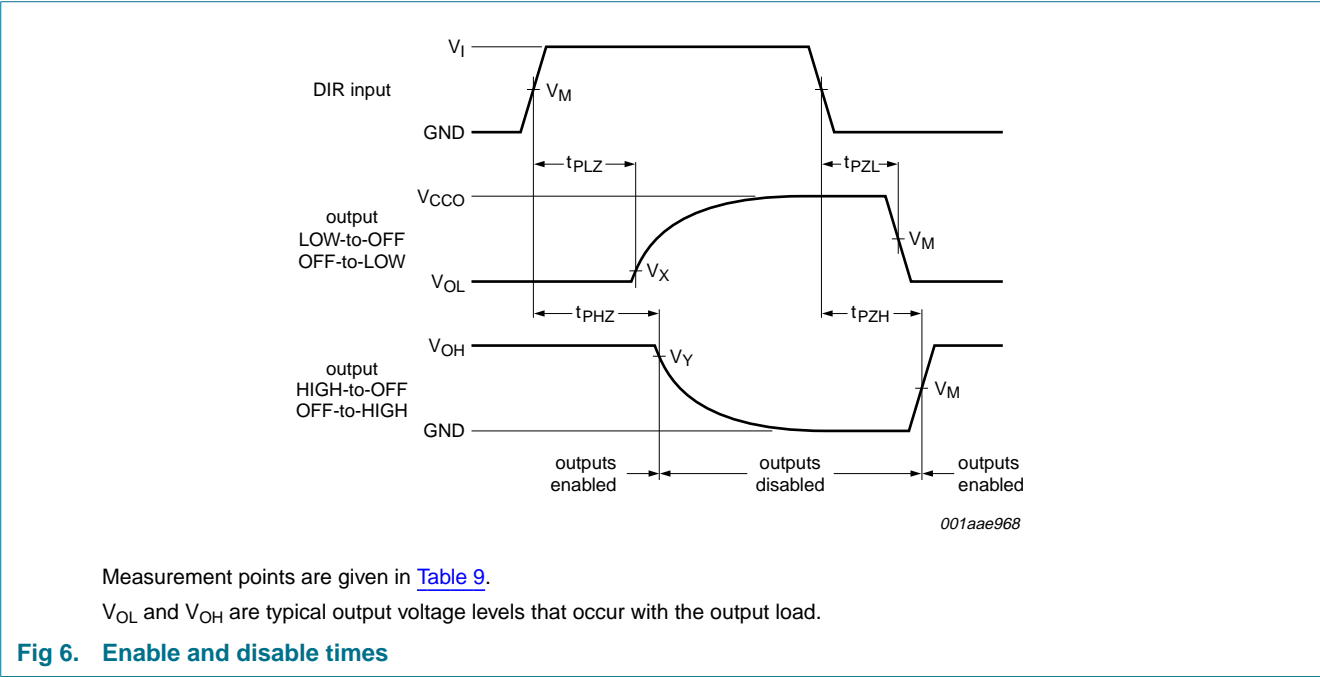 VI
DIR input
VM
GND
tPLZ
tPZL
VCCO
output
LOW-to-OFF
OFF-to-LOW
VM
VX
VOL
tPHZ
tPZH
VOH
VY
output
HIGH-to-OFF
OFF-to-HIGH
VM
GND
outputs
enabled
outputs
disabled
outputs
enabled
001aae968
Measurement points are given in Table 9.
VOL and VOH are typical output voltage levels that occur with the output load.
Fig 6. Enable and disable times